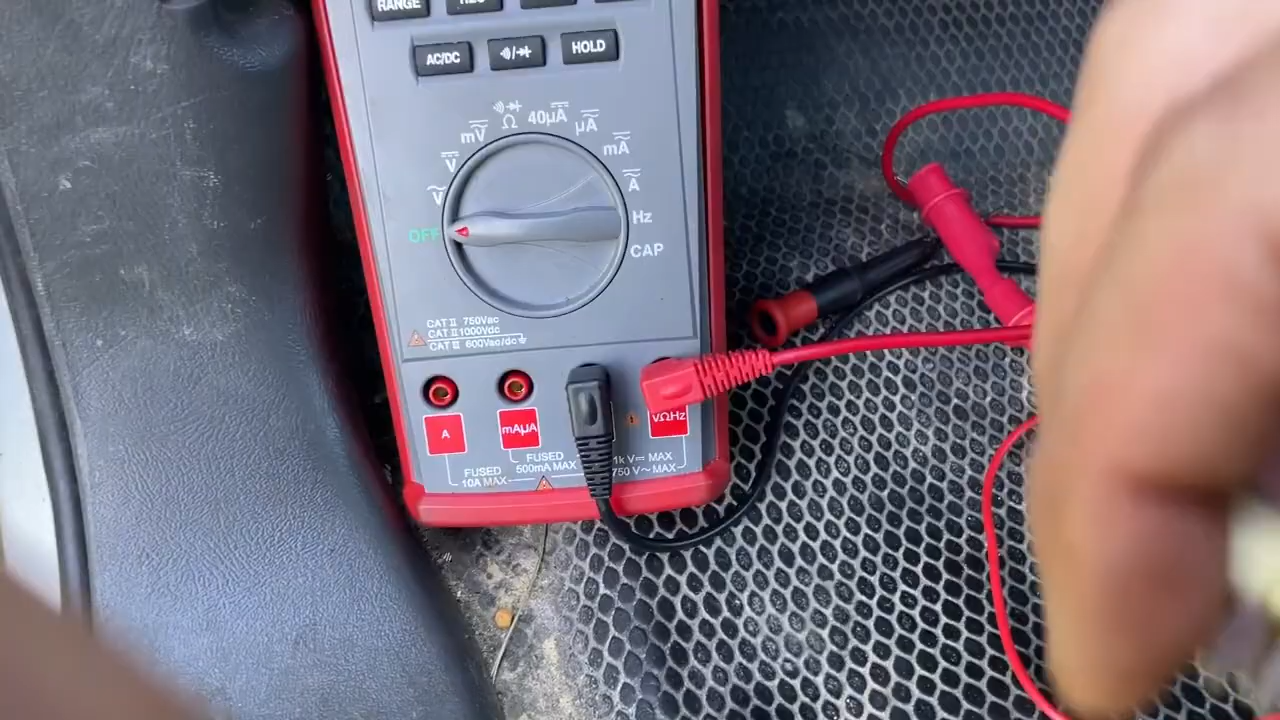 RANGE
AC/DC
HOLD
Ω
40µA
mV
µA
V
mA
V
A
OFF
Hz
CAP
CAT II 750Vac
CAT II 1000Vdc
CAT III 600Vac/dc
A
mAµA
VΩHz
FUSED
10A MAX
FUSED
500mA MAX
1k V MAX
750 V~MAX